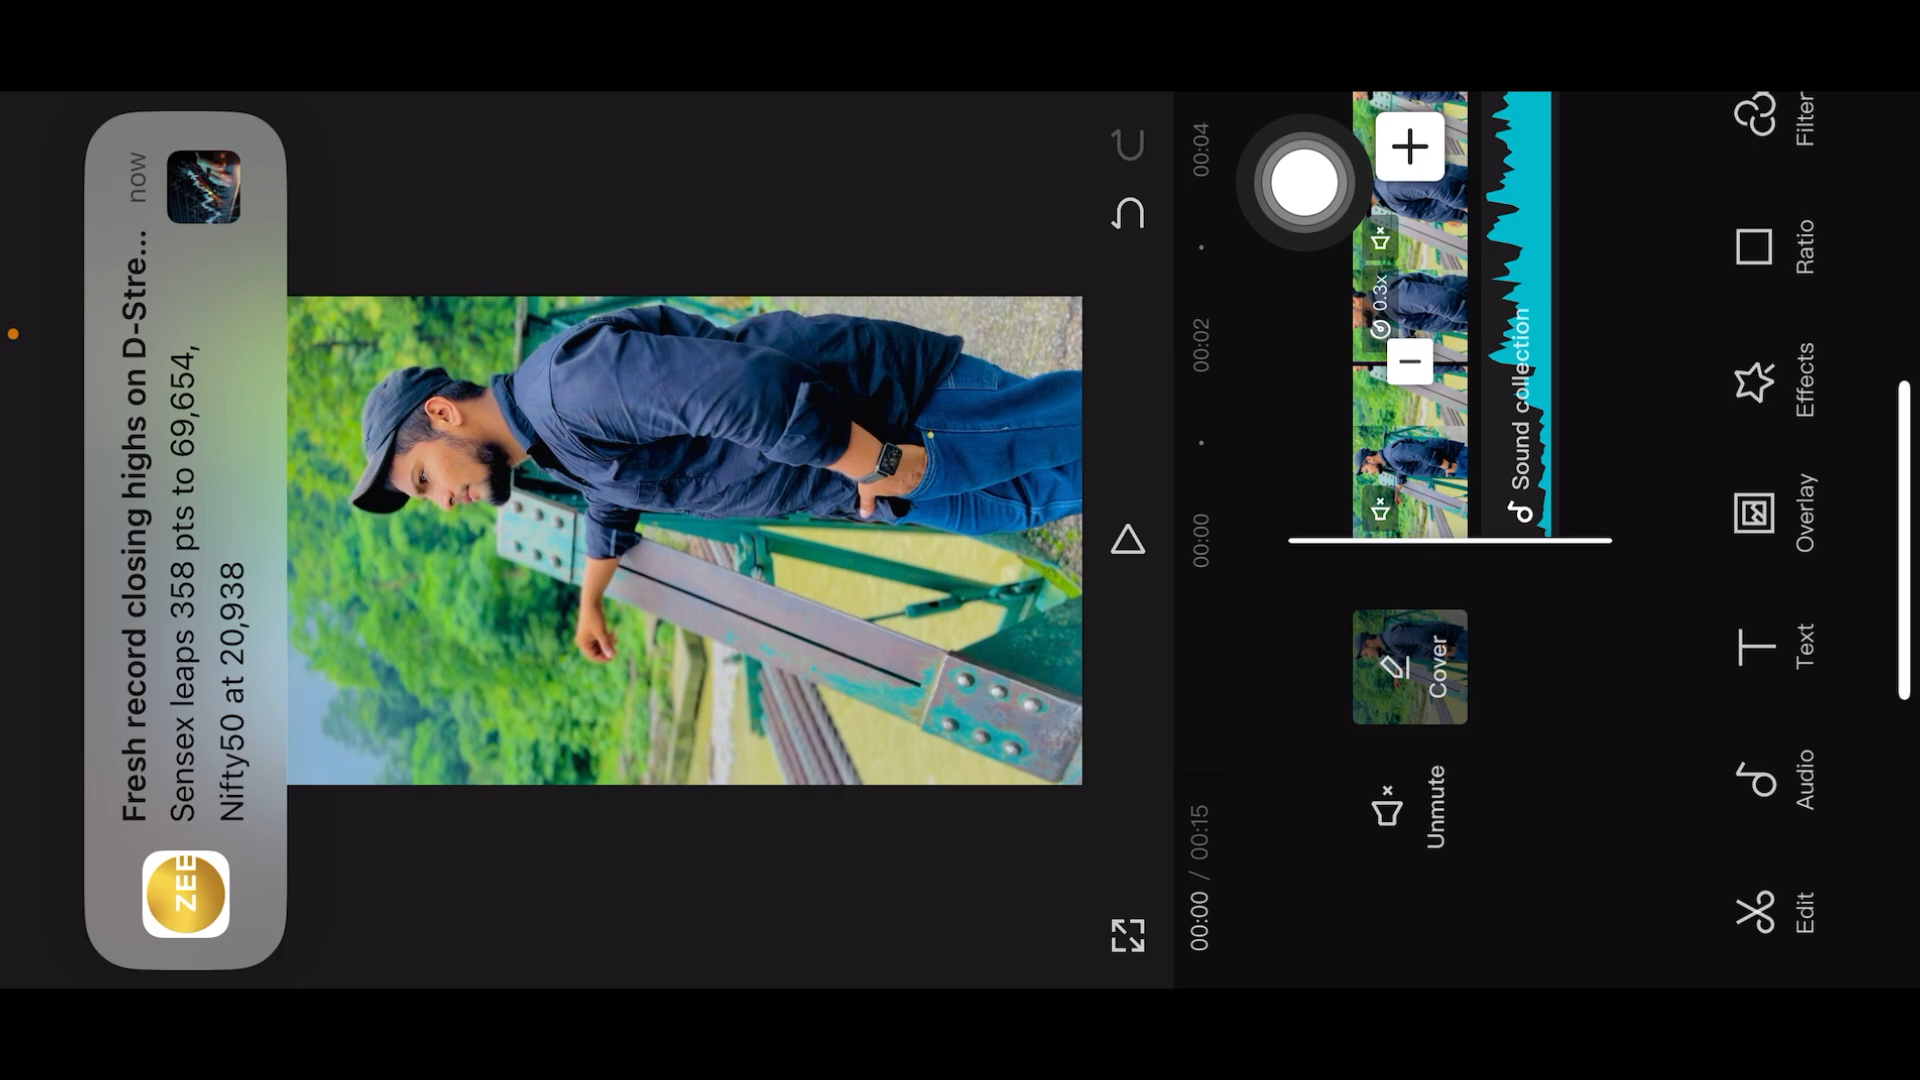 ZEE
Fresh record closing highs on D-Stre...
now
Sensex leaps 358 pts to 69,654,
Nifty50 at 20,938
00:00 / 00:15
00:00
00:02
00:04
Unmute
Cover
0.3x
Sound collection
Edit
Audio
Text
Overlay
Effects
Ratio
Filter